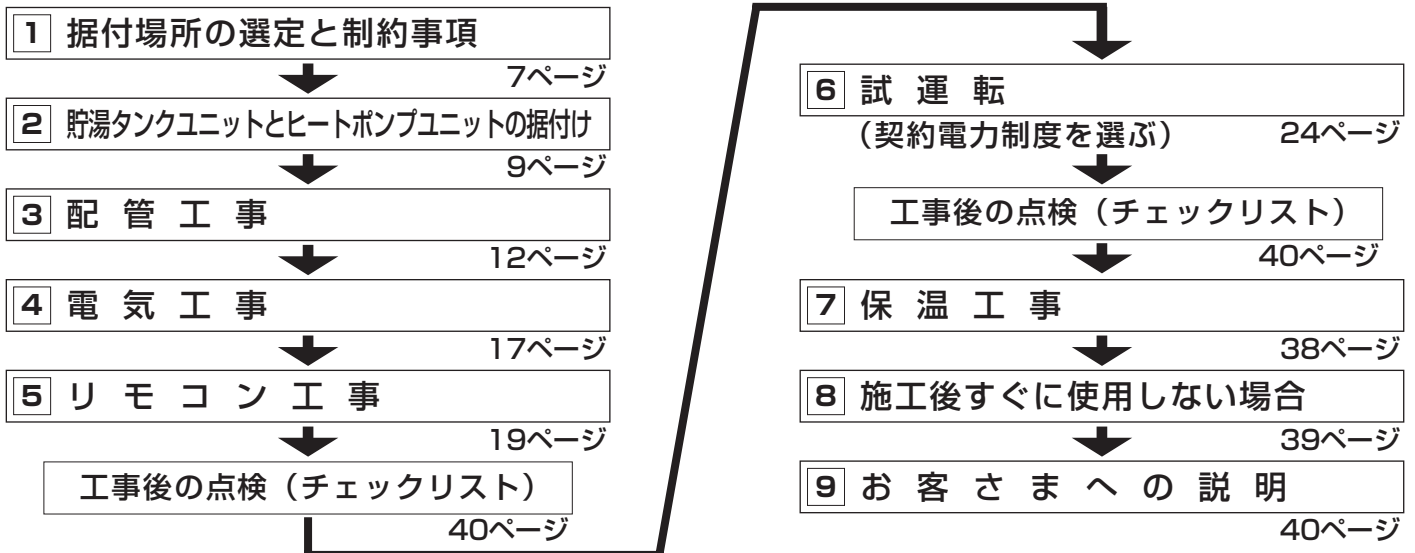 1 据付場所の選定と制約事項
7ページ
2 貯湯タンクユニットとヒートポンプユニットの据付け
9ページ
3 配管工事
12ページ
4 電気工事
17ページ
5 リモコン工事
19ページ
工事後の点検（チェックリスト）
40ページ
6 試運転
（契約電力制度を選ぶ） 24ページ
工事後の点検（チェックリスト）
40ページ
7 保温工事
38ページ
8 施工後すぐに使用しない場合
39ページ
9 お客さまへの説明
40ページ